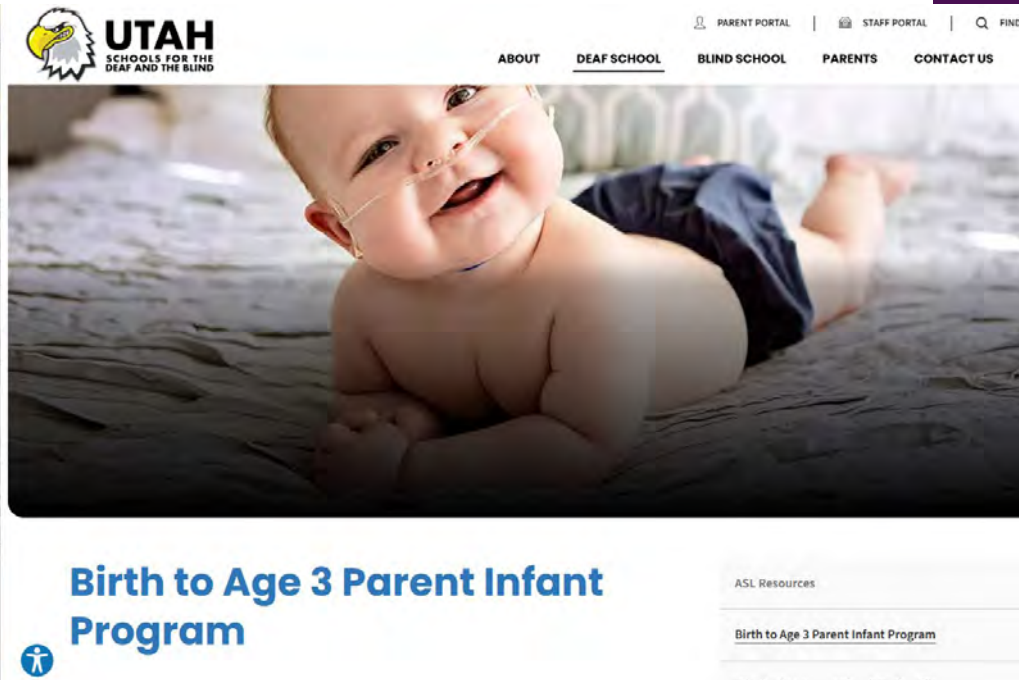 UTAH
SCHOOLS FOR THE
DEAF AND THE BLIND
PARENT PORTAL
STAFF PORTAL
FIND
ABOUT
DEAF SCHOOL
BLIND SCHOOL
PARENTS
CONTACT US
Birth to Age 3 Parent Infant
Program
ASL Resources
Birth to Age 3 Parent Infant Program